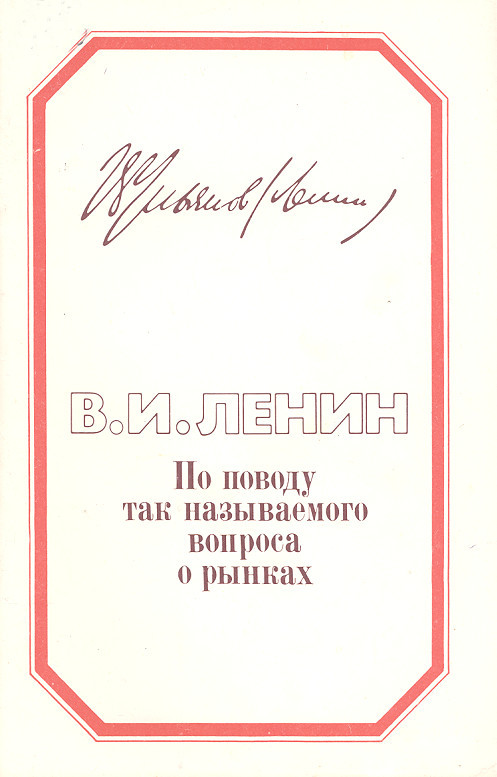 В Ульянов (Ленин)
В.И.ЛЕНИН
По поводу
так называемого
вопроса
о рынках